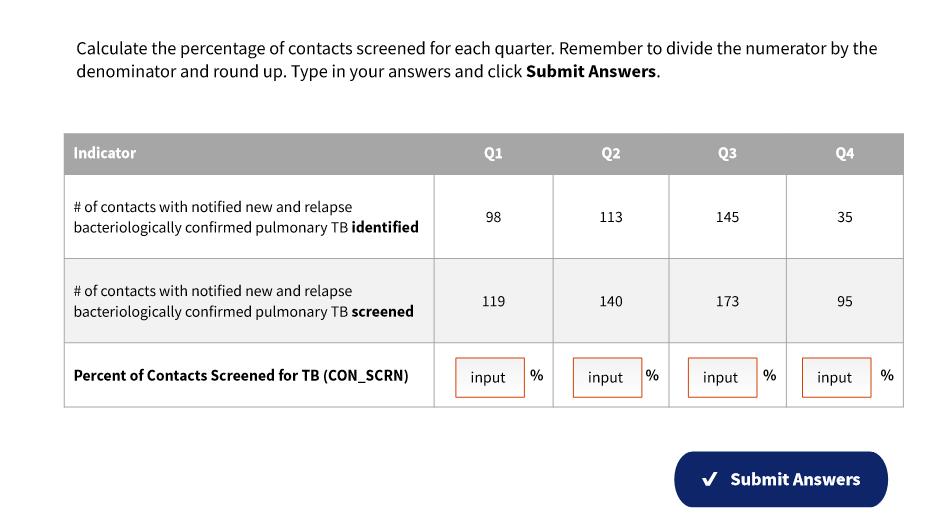 Calculate the percentage of contacts screened for each quarter. Remember to divide the numerator by the
denominator and round up. Type in your answers and click Submit Answers.
Indicator Q1 Q2 Q3 Q4
# of contacts with notified new and relapse
bacteriologically confirmed pulmonary TB identified 98 113 145 35
# of contacts with notified new and relapse
bacteriologically confirmed pulmonary TB screened 119 140 173 95
Percent of Contacts Screened for TB (CON_SCRN) input % input % input % input %
✓ Submit Answers